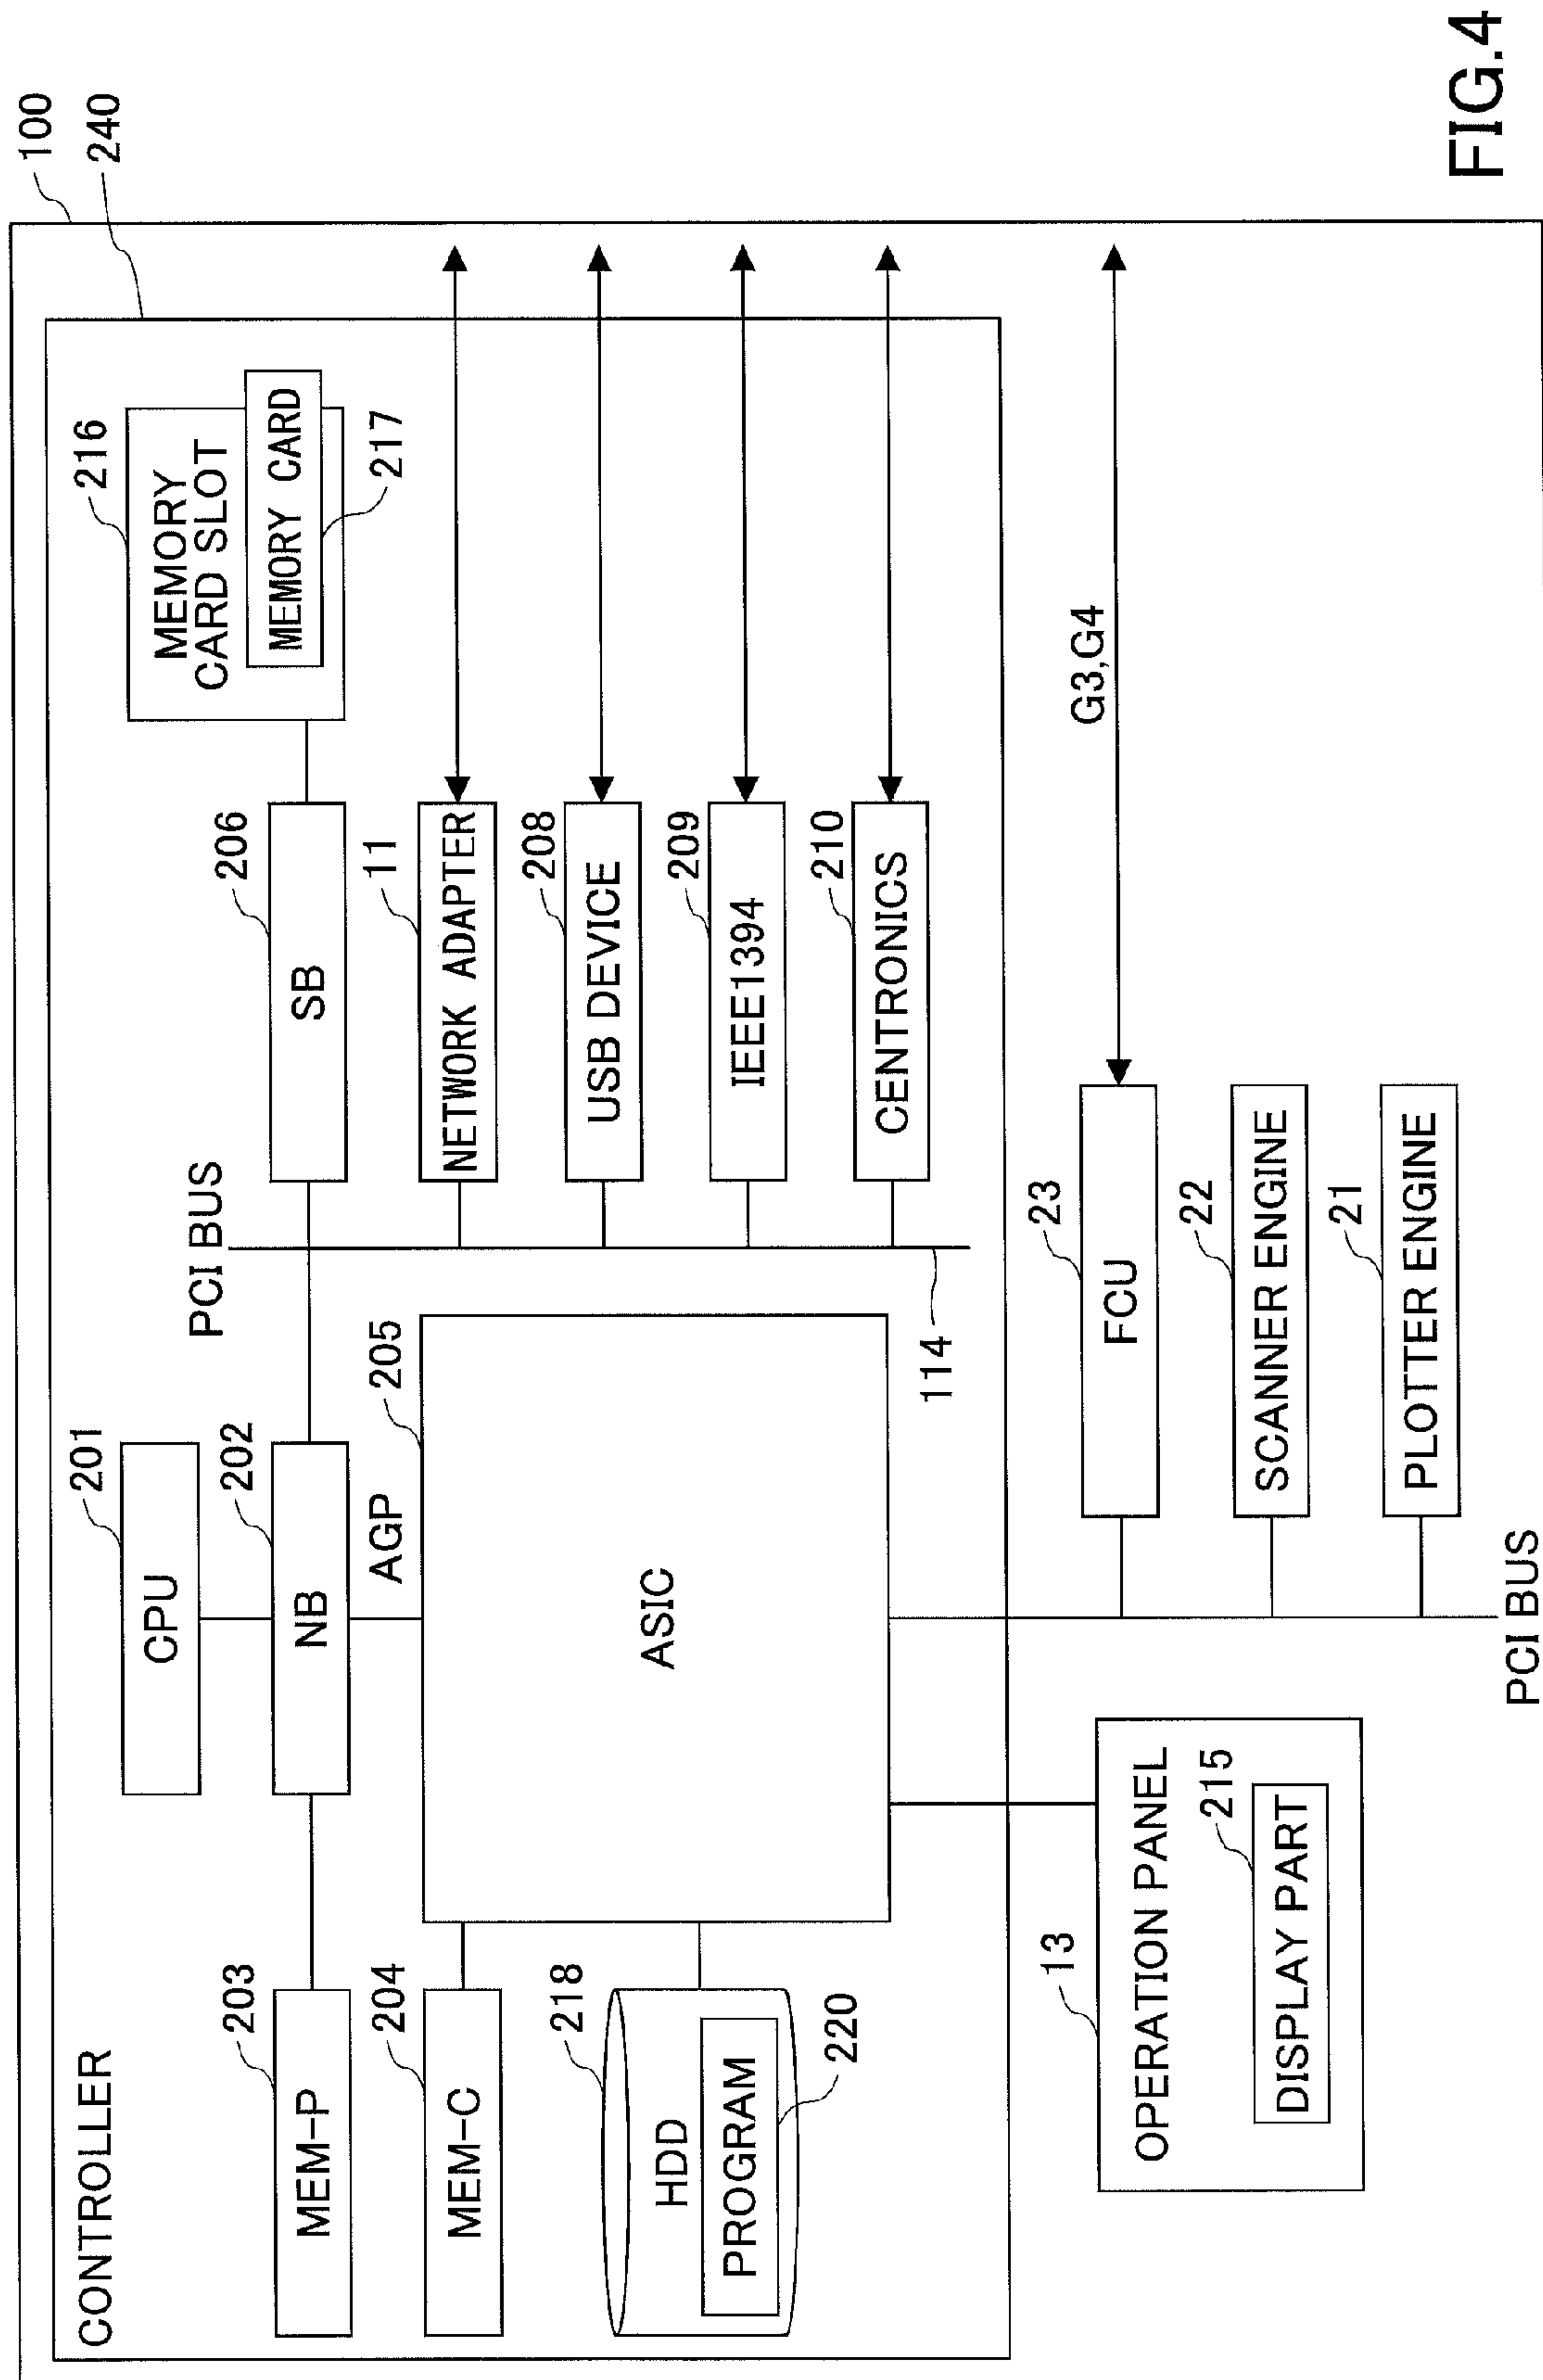 100
240
CONTROLLER
201
CPU
216
MEMORY
CARD SLOT
MEMORY CARD
217
203
MEM-P
202
NB
PCI BUS
206
SB
204
MEM-C
AGP
205
ASIC
11
NETWORK ADAPTER
218
HDD
PROGRAM
220
208
USB DEVICE
209
IEEE1394
210
CENTRONICS
114
13
OPERATION PANEL
215
DISPLAY PART
23
FCU
G3,G4
22
SCANNER ENGINE
21
PLOTTER ENGINE
PCI BUS
FIG.4